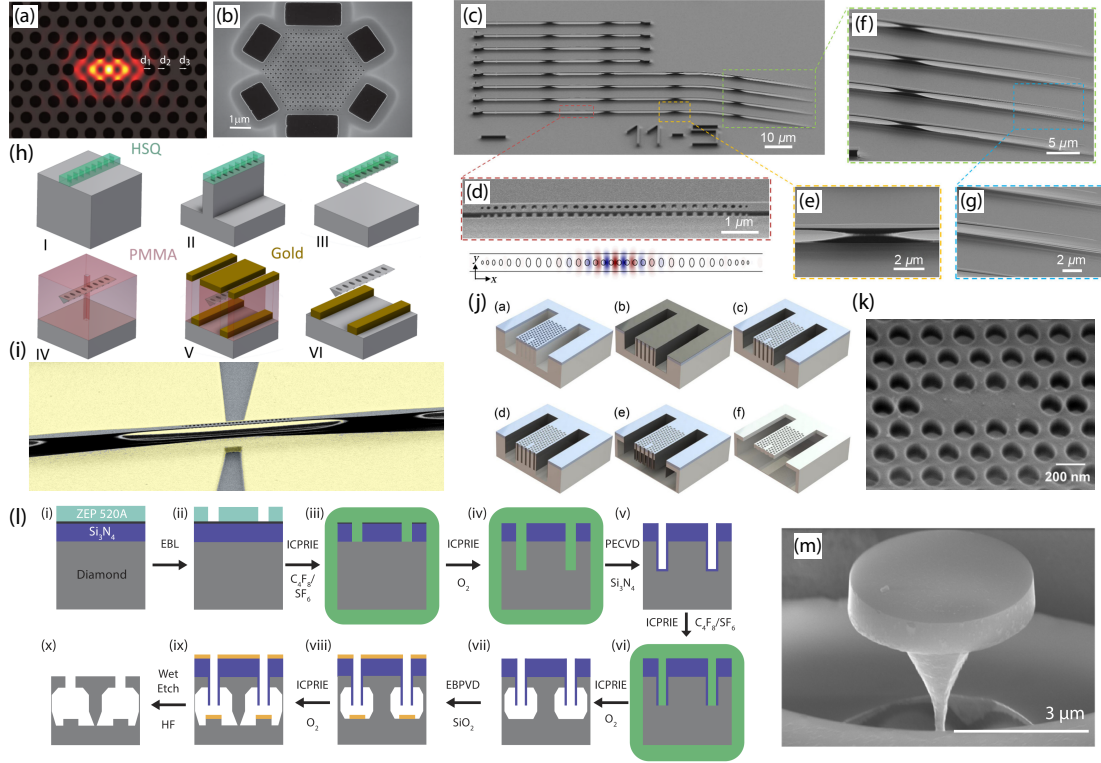 (a)
d1 d2 d3
(b)
1μm
(c)
10 μm
(f)
5 μm
(d)
1 μm
y
x
(e)
2 μm
(g)
2 μm
(h)
HSQ
I
II
III
PMMA
Gold
IV
V
VI
(i)
(j)
(a)
(b)
(c)
(d)
(e)
(f)
(k)
200 nm
(l)
(i)
ZEP 520A
Si3N4
Diamond
EBL
(ii)
ICPRIE
C4F8/
SF6
(iii)
(iv)
ICPRIE
O2
(v)
PECVD
Si3N4
ICPRIE
C4F8/SF6
(vi)
ICPRIE
O2
(vii)
EBPVD
SiO2
(viii)
ICPRIE
O2
(ix)
Wet
Etch
HF
(x)
(m)
3 μm